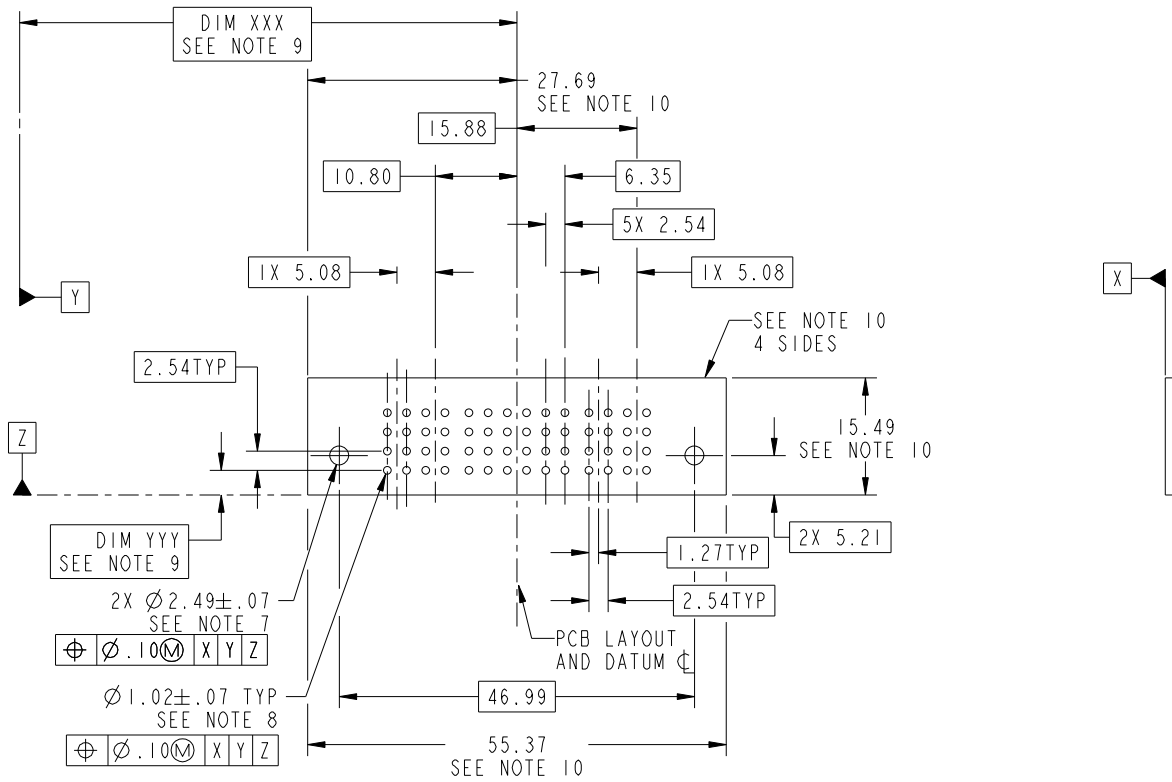 DIM XXX
SEE NOTE 9
27.69
SEE NOTE 10
15.88
10.80
6.35
5X 2.54
1X 5.08
1X 5.08
Y
X
SEE NOTE 10
4 SIDES
2.54TYP
Z
15.49
SEE NOTE 10
DIM YYY
SEE NOTE 9
2X 5.21
1.27TYP
2.54TYP
2X Ø2.49±.07
SEE NOTE 7
⌖ Ø.10Ⓜ X Y Z
PCB LAYOUT
AND DATUM ℄
Ø1.02±.07 TYP
SEE NOTE 8
⌖ Ø.10Ⓜ X Y Z
46.99
55.37
SEE NOTE 10